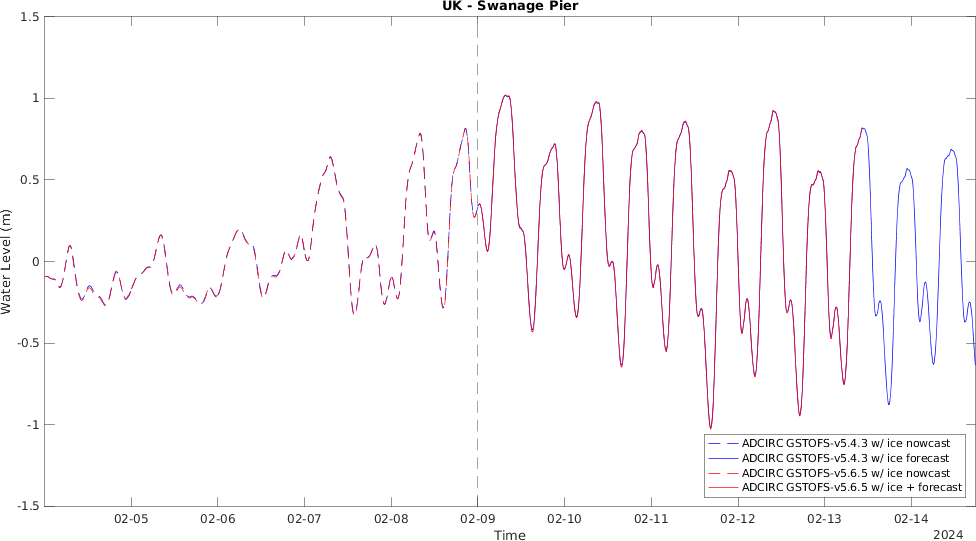 UK - Swanage Pier
1.5
1
0.5
0
-0.5
-1
-1.5
Water Level (m)
02-05 02-06 02-07 02-08 02-09 02-10 02-11 02-12 02-13 02-14
Time
2024
ADCIRC GSTOFS-v5.4.3 w/ ice nowcast
ADCIRC GSTOFS-v5.4.3 w/ ice forecast
ADCIRC GSTOFS-v5.6.5 w/ ice nowcast
ADCIRC GSTOFS-v5.6.5 w/ ice + forecast